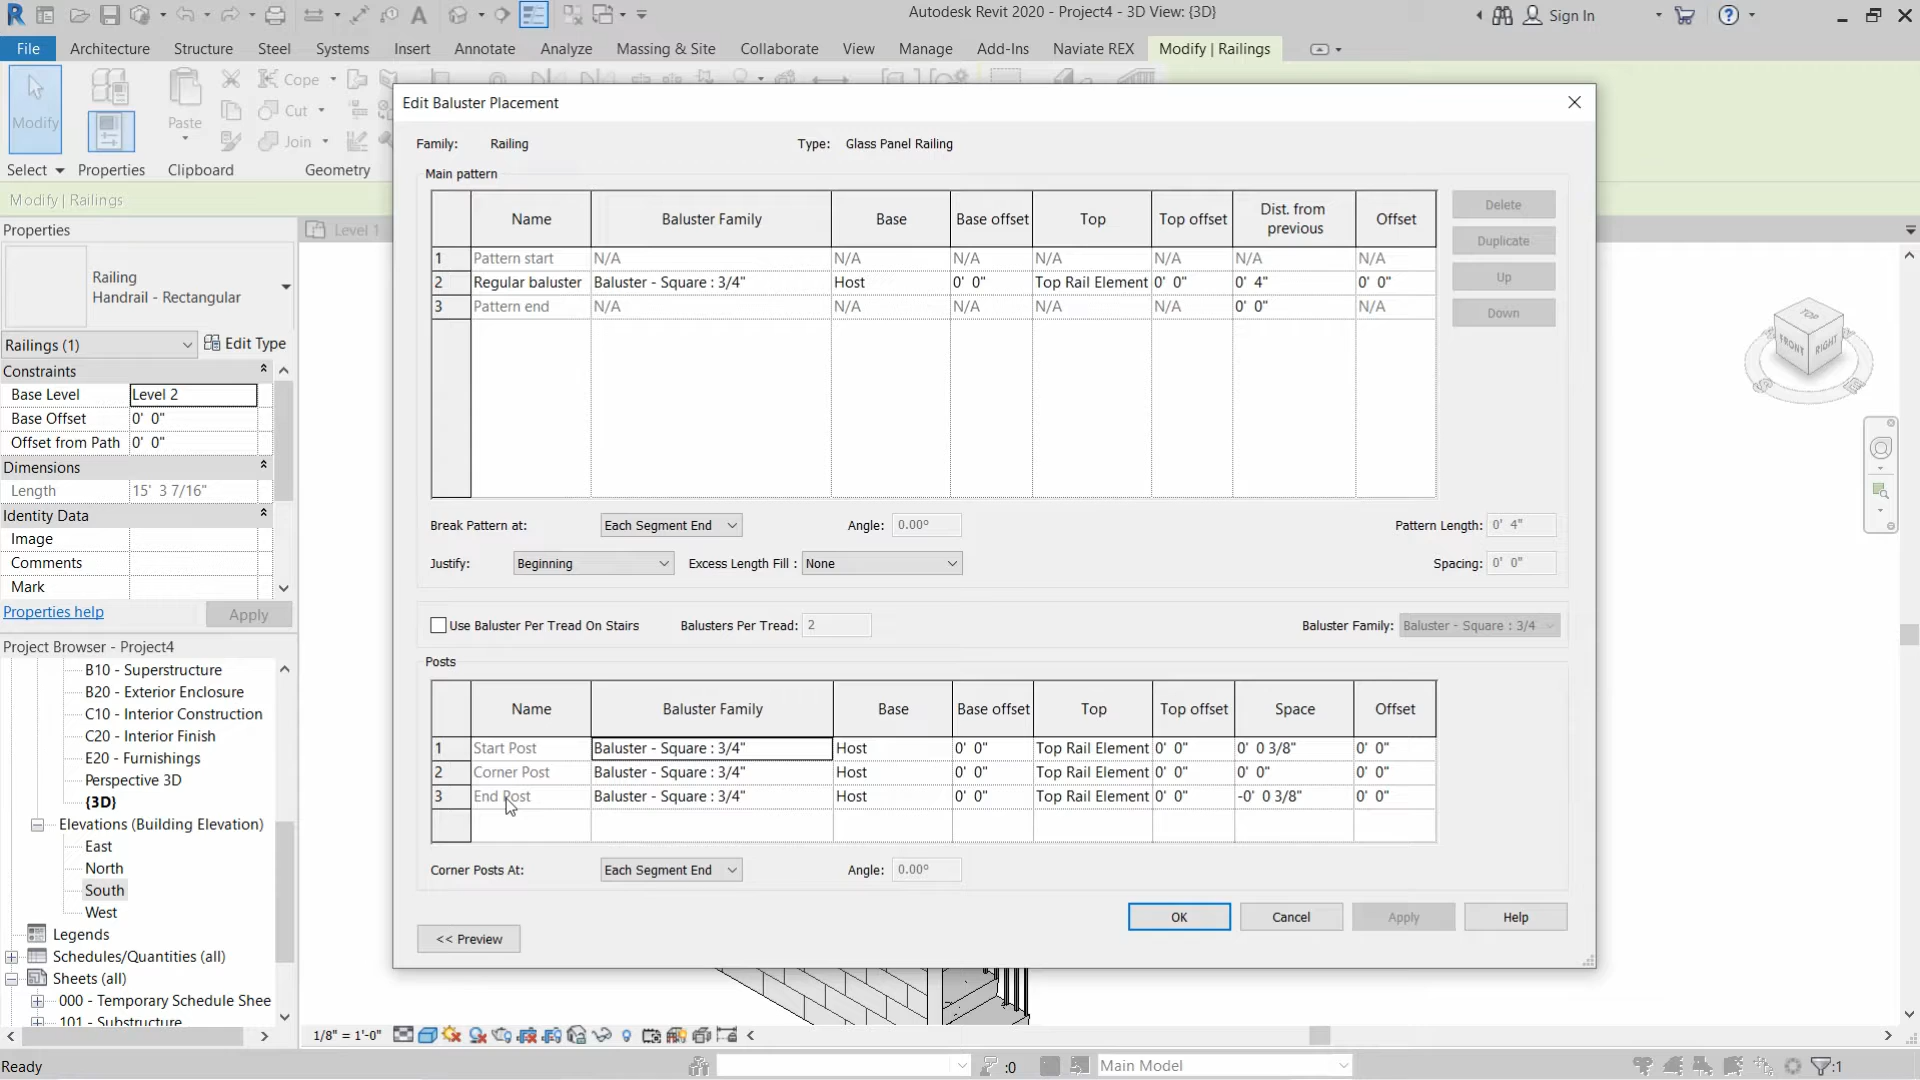 Autodesk Revit 2020 - Project4 - 3D View: {3D}
Sign In
File Architecture Structure Steel Systems Insert Annotate Analyze Massing & Site Collaborate View Manage Add-Ins Naviate REX Modify | Railings
Modify
Paste
Cope
Cut
Join
Select Properties Clipboard Geometry
Modify | Railings
Properties
Level 1
Railing
Handrail - Rectangular
Railings (1) Edit Type
Constraints
Base Level Level 2
Base Offset 0' 0"
Offset from Path 0' 0"
Dimensions
Length 15' 3 7/16"
Identity Data
Image
Comments
Mark
Properties help Apply
Project Browser - Project4
B10 - Superstructure
B20 - Exterior Enclosure
C10 - Interior Construction
C20 - Interior Finish
E20 - Furnishings
Perspective 3D
{3D}
Elevations (Building Elevation)
East
North
South
West
Legends
Schedules/Quantities (all)
Sheets (all)
000 - Temporary Schedule Shee
101 - Substructure
Edit Baluster Placement
Family: Railing Type: Glass Panel Railing
Main pattern
Name Baluster Family Base Base offset Top Top offset Dist. from previous Offset
1 Pattern start N/A N/A N/A N/A N/A N/A N/A
2 Regular baluster Baluster - Square : 3/4" Host 0' 0" Top Rail Element 0' 0" 0' 4" 0' 0"
3 Pattern end N/A N/A N/A N/A N/A 0' 0" N/A
Delete
Duplicate
Up
Down
Break Pattern at: Each Segment End Angle: 0.00° Pattern Length: 0' 4"
Justify: Beginning Excess Length Fill : None Spacing: 0' 0"
Use Baluster Per Tread On Stairs Balusters Per Tread: 2 Baluster Family: Baluster - Square : 3/4
Posts
Name Baluster Family Base Base offset Top Top offset Space Offset
1 Start Post Baluster - Square : 3/4" Host 0' 0" Top Rail Element 0' 0" 0' 0 3/8" 0' 0"
2 Corner Post Baluster - Square : 3/4" Host 0' 0" Top Rail Element 0' 0" 0' 0" 0' 0"
3 End Post Baluster - Square : 3/4" Host 0' 0" Top Rail Element 0' 0" -0' 0 3/8" 0' 0"
Corner Posts At: Each Segment End Angle: 0.00°
OK Cancel Apply Help
<< Preview
TOP
FRONT
RIGHT
1/8" = 1'-0"
Ready
:0
Main Model
:1